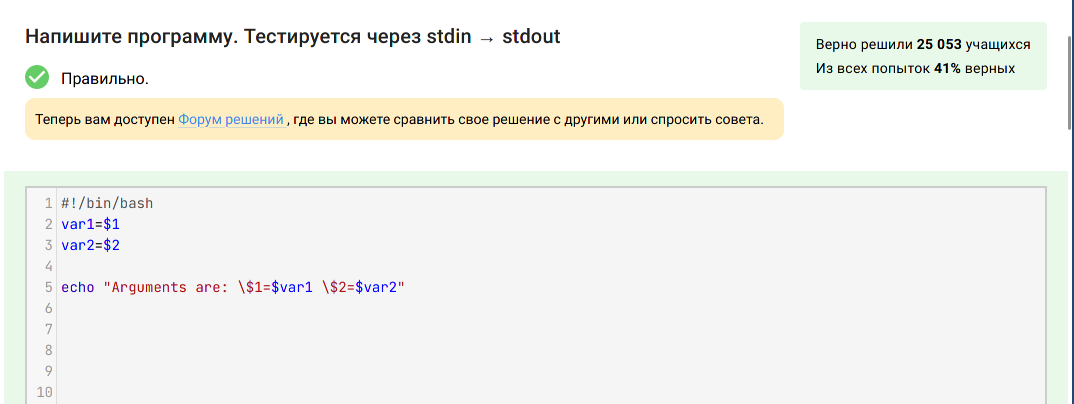 Напишите программу. Тестируется через stdin → stdout
Верно решили 25 053 учащихся
Из всех попыток 41% верных
Правильно.
Теперь вам доступен Форум решений , где вы можете сравнить свое решение с другими или спросить совета.
1 #!/bin/bash
2 var1=$1
3 var2=$2
4
5 echo "Arguments are: \$1=$var1 \$2=$var2"
6
7
8
9
10